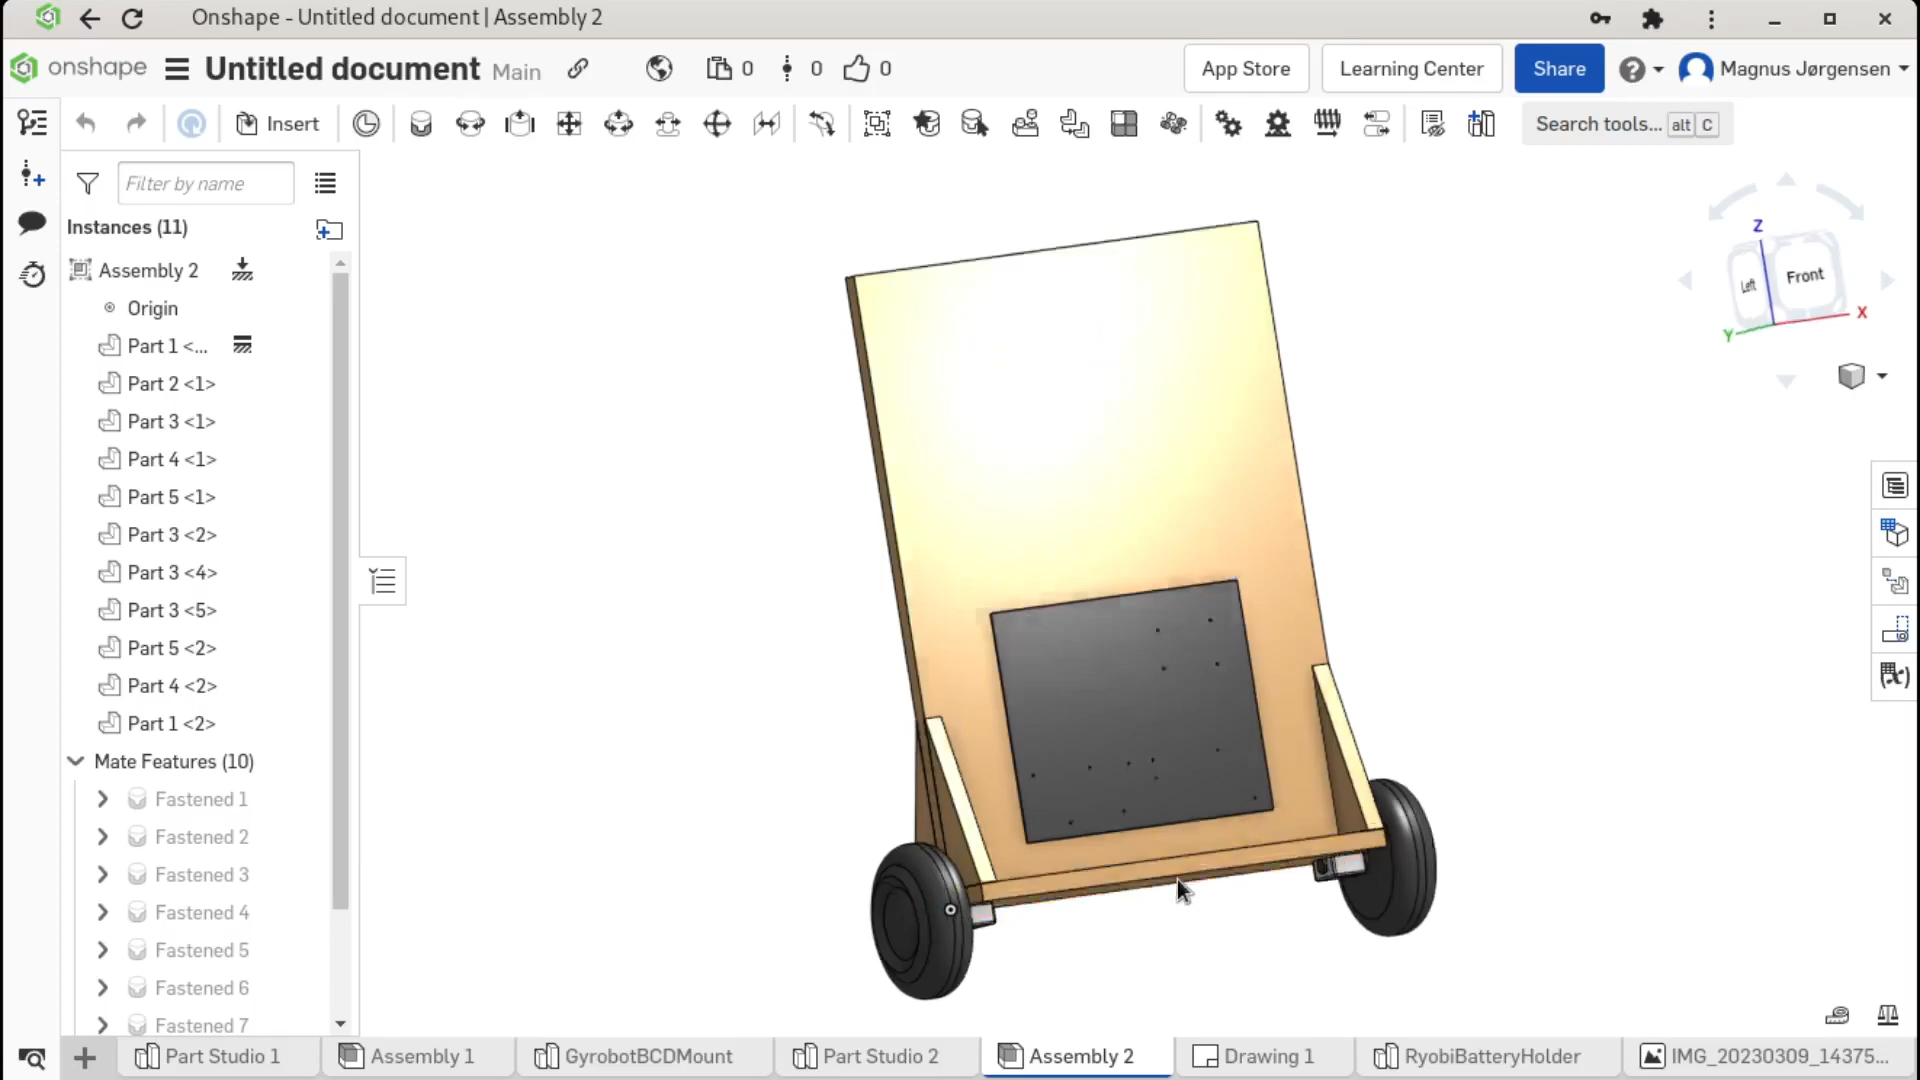 Onshape - Untitled document | Assembly 2
onshape Untitled document Main 0 0 0 App Store Learning Center Share Magnus Jørgensen
Insert Search tools... alt C
Filter by name
Instances (11)
Assembly 2
Origin
Part 1 <...
Part 2 <1>
Part 3 <1>
Part 4 <1>
Part 5 <1>
Part 3 <2>
Part 3 <4>
Part 3 <5>
Part 5 <2>
Part 4 <2>
Part 1 <2>
Mate Features (10)
Fastened 1
Fastened 2
Fastened 3
Fastened 4
Fastened 5
Fastened 6
Fastened 7
Z
Left Front
X
Y
Part Studio 1 Assembly 1 GyrobotBCDMount Part Studio 2 Assembly 2 Drawing 1 RyobiBatteryHolder IMG_20230309_14375...